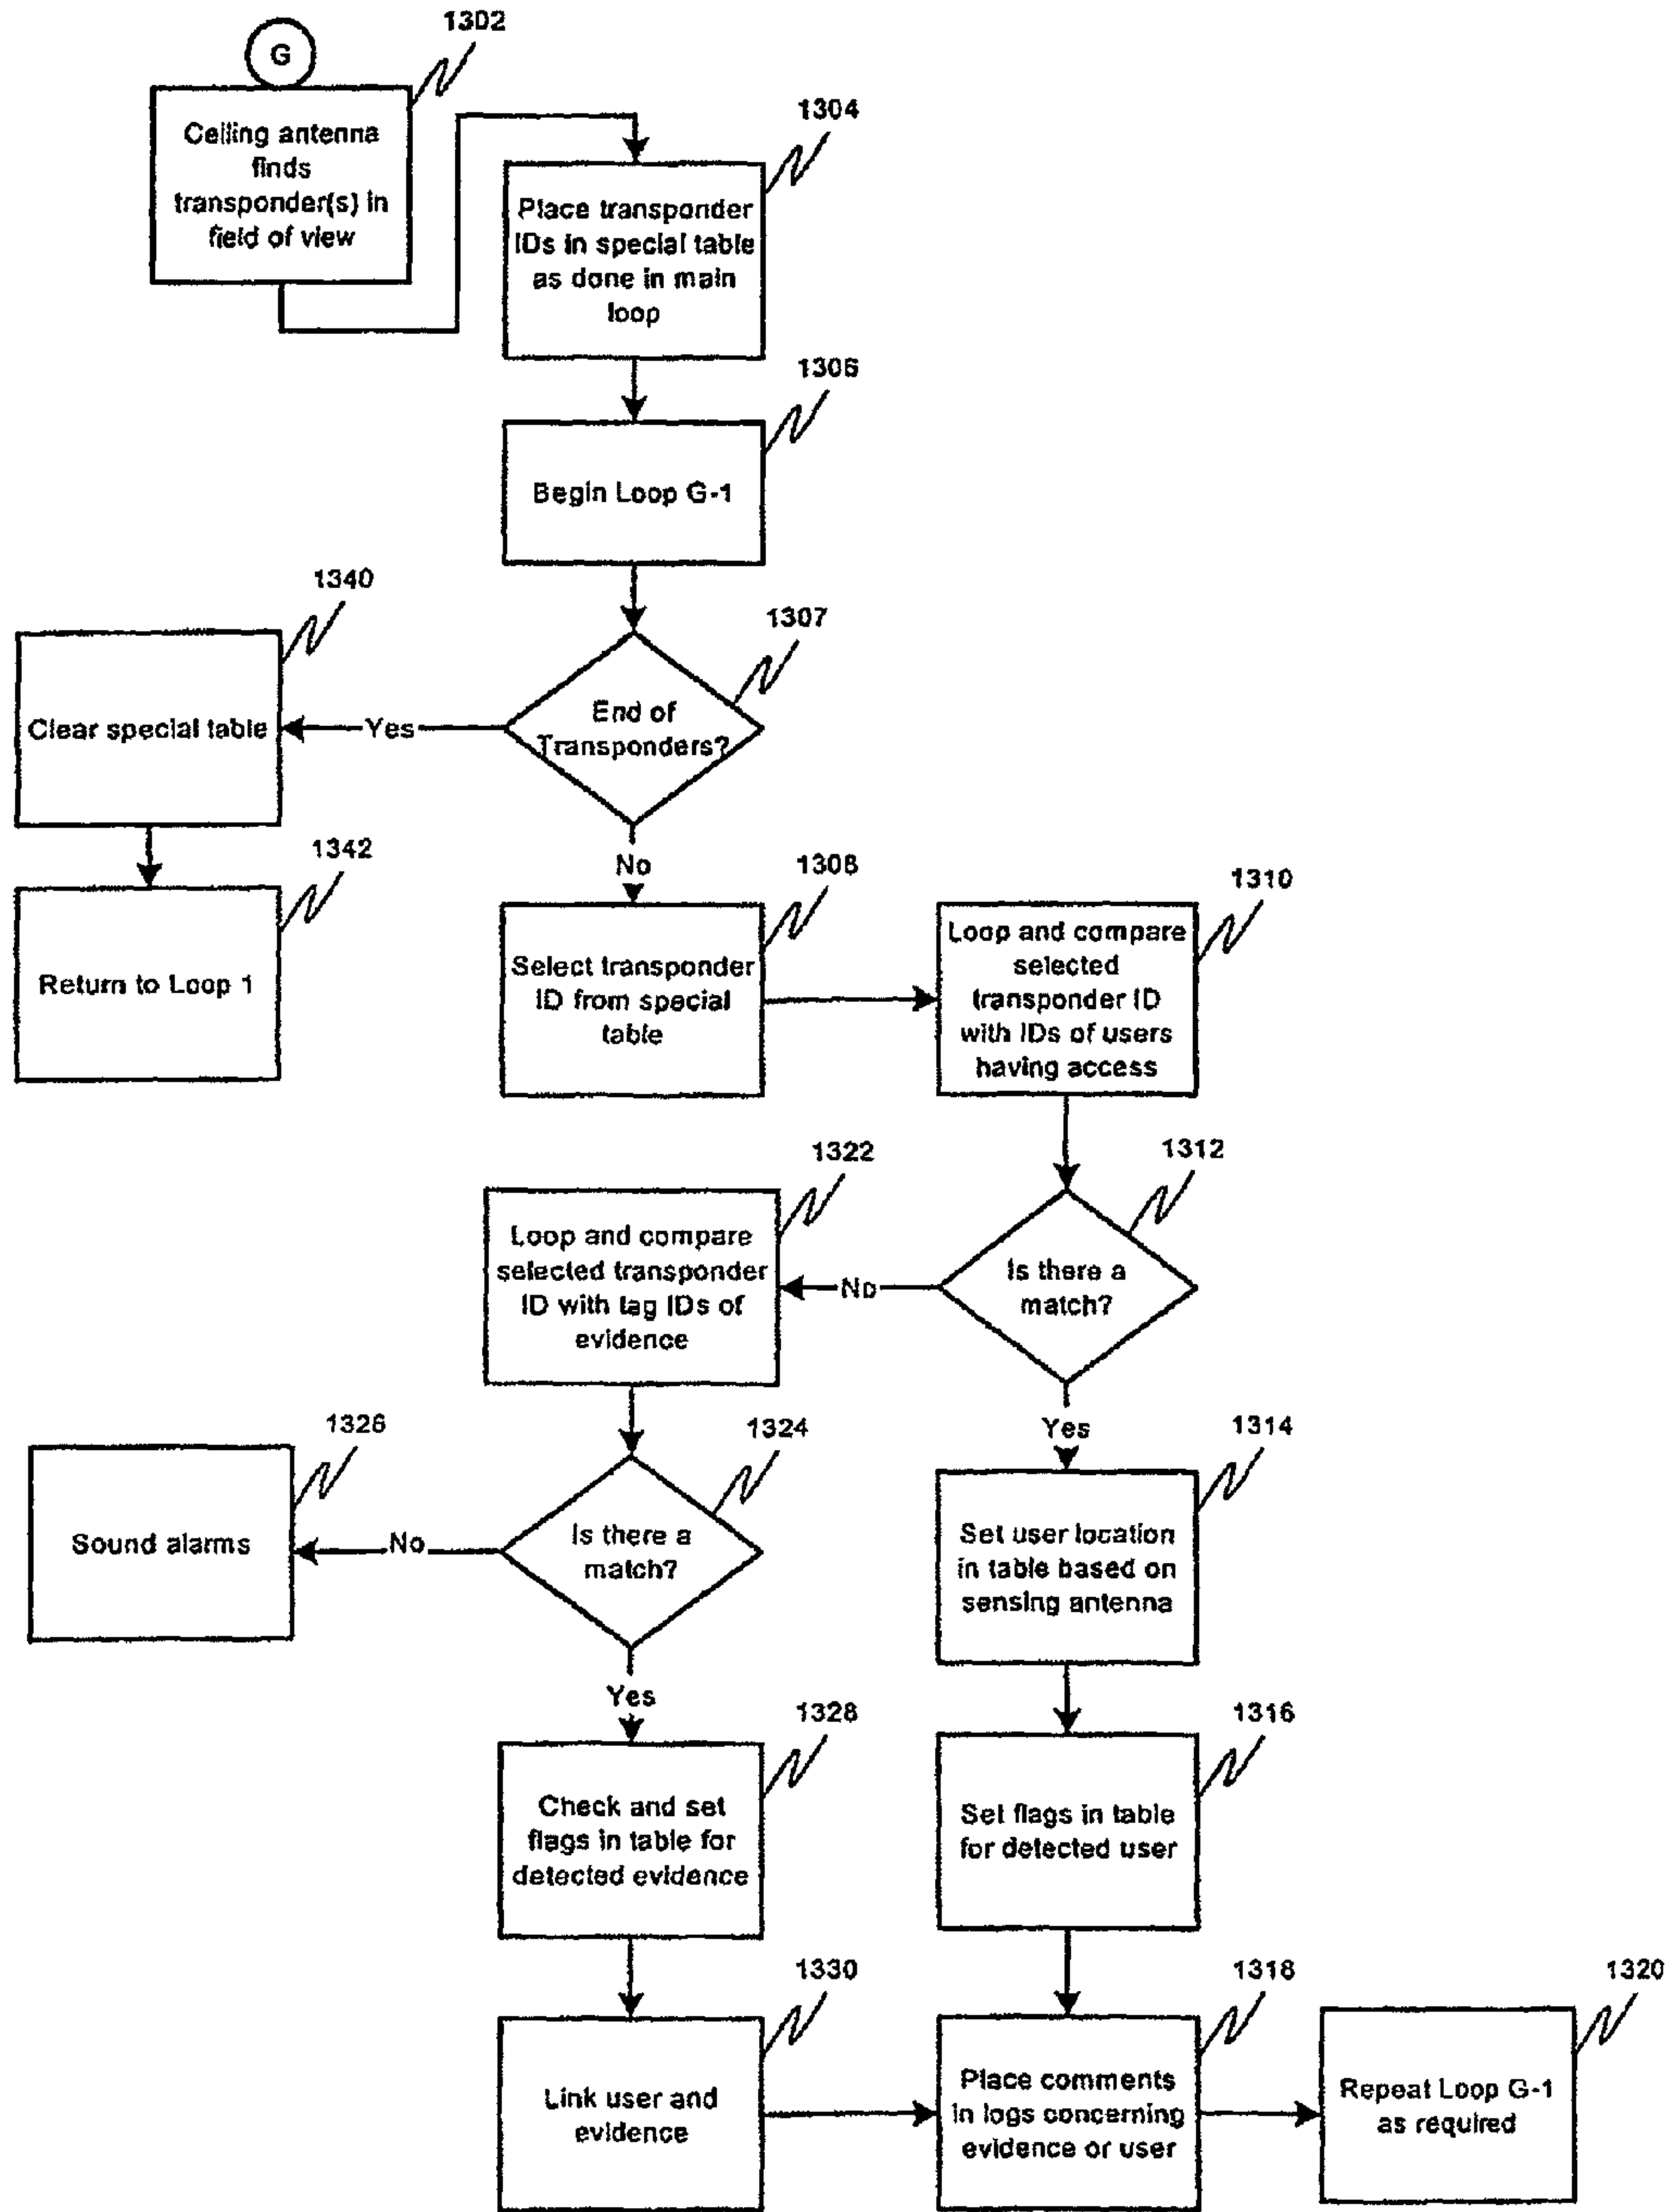 1302
G
Ceiling antenna
finds
transponder(s) in
field of view
1304
Place transponder
IDs in special table
as done in main
loop
1306
Begin Loop G-1
1340
Clear special table
Yes
1307
End of
Transponders?
1342
Return to Loop 1
No
1308
Select transponder
ID from special
table
1310
Loop and compare
selected
transponder ID
with IDs of users
having access
1322
Loop and compare
selected transponder
ID with tag IDs of
evidence
No
1312
Is there a
match?
1326
Sound alarms
No
1324
Is there a
match?
Yes
1314
Set user location
in table based on
sensing antenna
Yes
1328
Check and set
flags in table for
detected evidence
1316
Set flags in table
for detected user
1330
Link user and
evidence
1318
Place comments
in logs concerning
evidence or user
1320
Repeat Loop G-1
as required